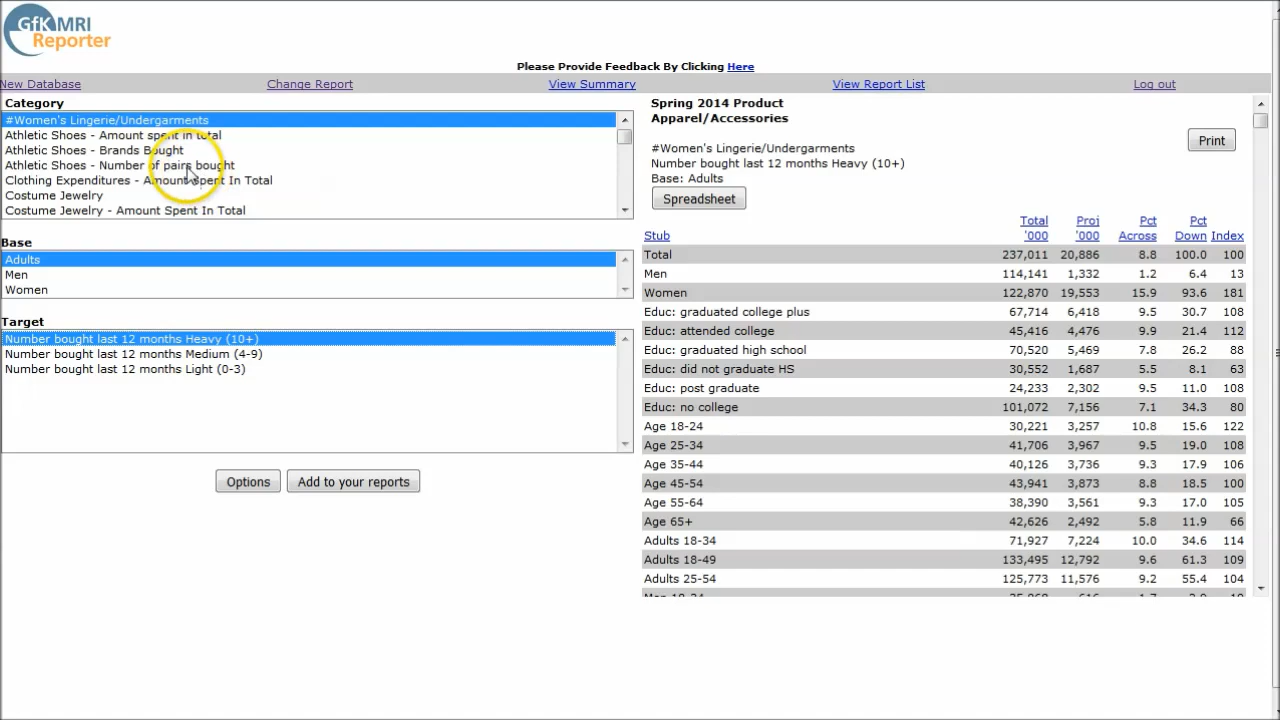 GfK MRI
Reporter
Please Provide Feedback By Clicking Here
New Database Change Report View Summary View Report List Log out
Category
#Women's Lingerie/Undergarments
Athletic Shoes - Amount spent in total
Athletic Shoes - Brands Bought
Athletic Shoes - Number of pairs bought
Clothing Expenditures - Amount Spent In Total
Costume Jewelry
Costume Jewelry - Amount Spent In Total
Base
Adults
Men
Women
Target
Number bought last 12 months Heavy (10+)
Number bought last 12 months Medium (4-9)
Number bought last 12 months Light (0-3)
Options Add to your reports
Spring 2014 Product
Apparel/Accessories
Print
#Women's Lingerie/Undergarments
Number bought last 12 months Heavy (10+)
Base: Adults
Spreadsheet
Total Proj Pct Pct
Stub '000 '000 Across Down Index
Total 237,011 20,886 8.8 100.0 100
Men 114,141 1,332 1.2 6.4 13
Women 122,870 19,553 15.9 93.6 181
Educ: graduated college plus 67,714 6,418 9.5 30.7 108
Educ: attended college 45,416 4,476 9.9 21.4 112
Educ: graduated high school 70,520 5,469 7.8 26.2 88
Educ: did not graduate HS 30,552 1,687 5.5 8.1 63
Educ: post graduate 24,233 2,302 9.5 11.0 108
Educ: no college 101,072 7,156 7.1 34.3 80
Age 18-24 30,221 3,257 10.8 15.6 122
Age 25-34 41,706 3,967 9.5 19.0 108
Age 35-44 40,126 3,736 9.3 17.9 106
Age 45-54 43,941 3,873 8.8 18.5 100
Age 55-64 38,390 3,561 9.3 17.0 105
Age 65+ 42,626 2,492 5.8 11.9 66
Adults 18-34 71,927 7,224 10.0 34.6 114
Adults 18-49 133,495 12,792 9.6 61.3 109
Adults 25-54 125,773 11,576 9.2 55.4 104